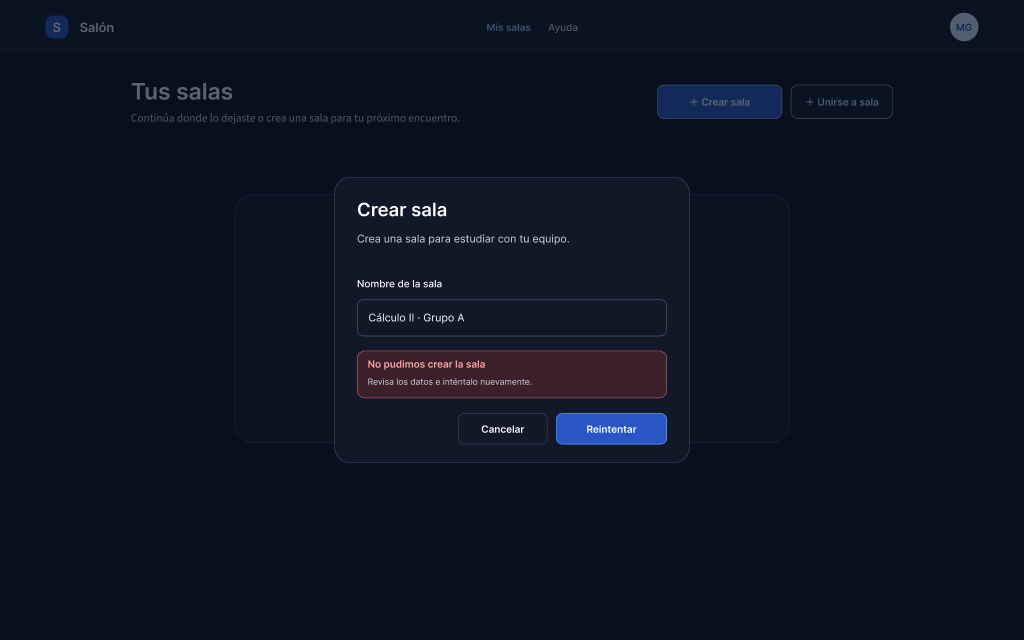 S Salón
Mis salas Ayuda
MG
Tus salas
Continúa donde lo dejaste o crea una sala para tu próximo encuentro.
+ Crear sala
+ Unirse a sala
Crear sala
Crea una sala para estudiar con tu equipo.
Nombre de la sala
Cálculo II · Grupo A
No pudimos crear la sala
Revisa los datos e inténtalo nuevamente.
Cancelar Reintentar